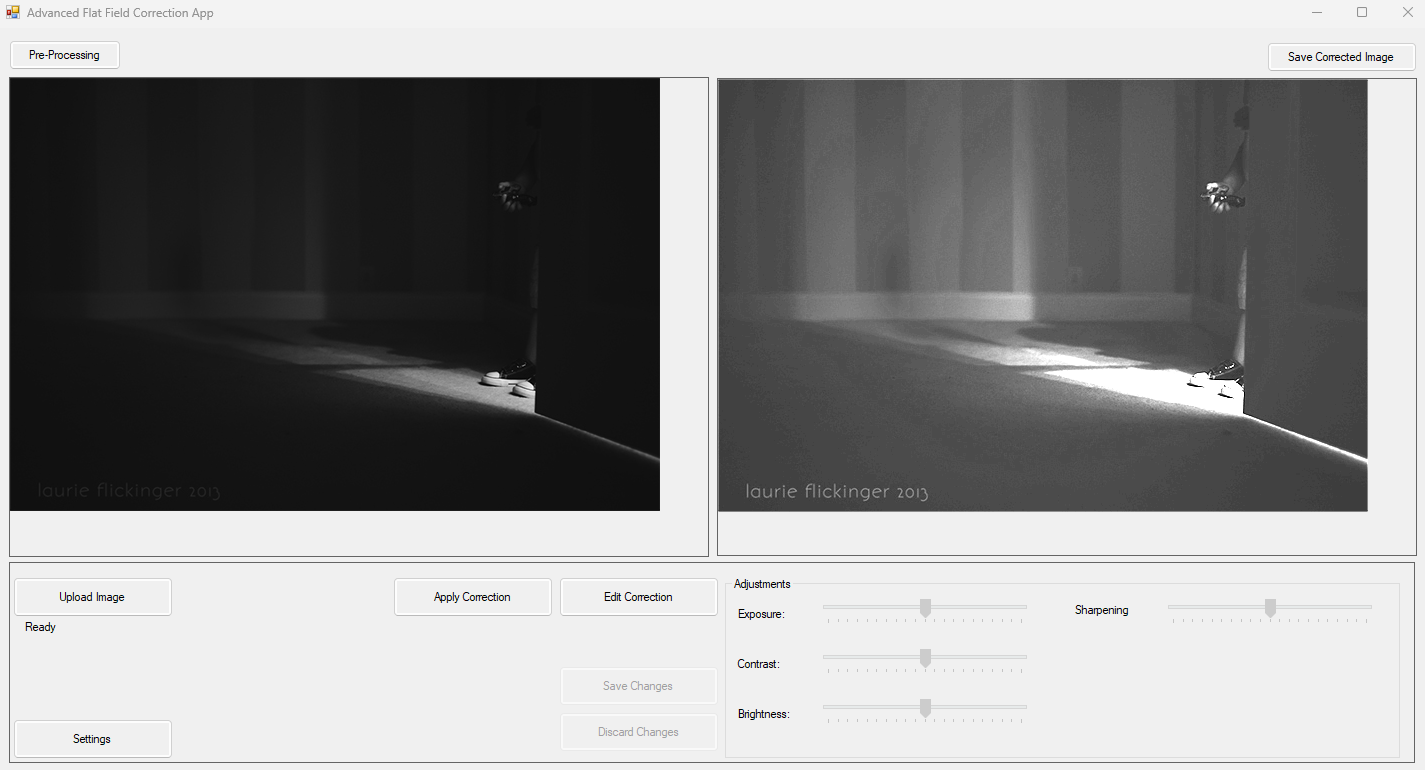 Advanced Flat Field Correction App
Pre-Processing
Save Corrected Image
laurie flickinger 2013
laurie flickinger 2013
Upload Image
Apply Correction
Edit Correction
Ready
Save Changes
Discard Changes
Settings
Adjustments
Exposure:
Sharpening
Contrast:
Brightness: